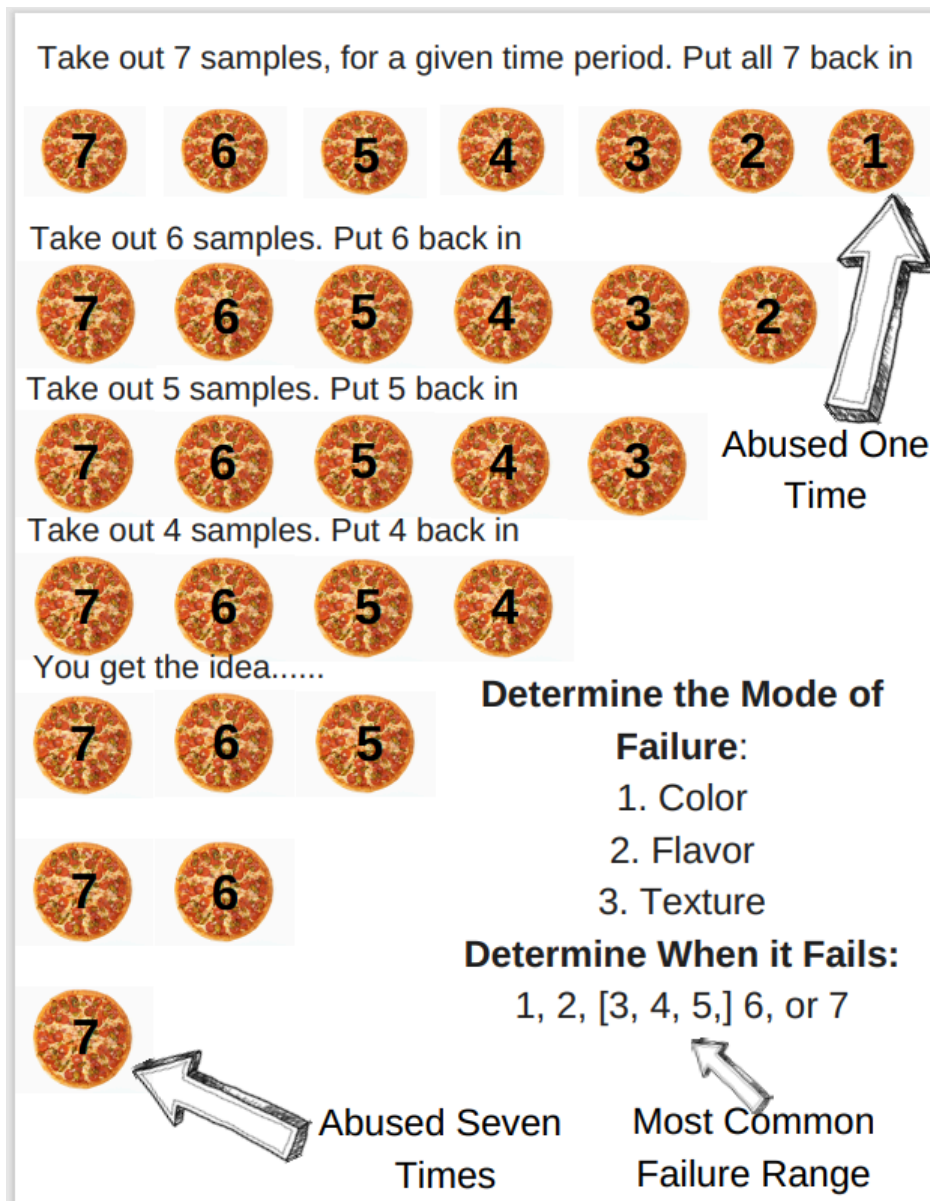 Take out 7 samples, for a given time period. Put all 7 back in
7 6 5 4 3 2 1
Take out 6 samples. Put 6 back in
7 6 5 4 3 2
Take out 5 samples. Put 5 back in
7 6 5 4 3
Abused One
Time
Take out 4 samples. Put 4 back in
7 6 5 4
You get the idea......
7 6 5
Determine the Mode of
Failure:
1. Color
2. Flavor
3. Texture
7 6
Determine When it Fails:
1, 2, [3, 4, 5,] 6, or 7
7
Abused Seven
Times
Most Common
Failure Range